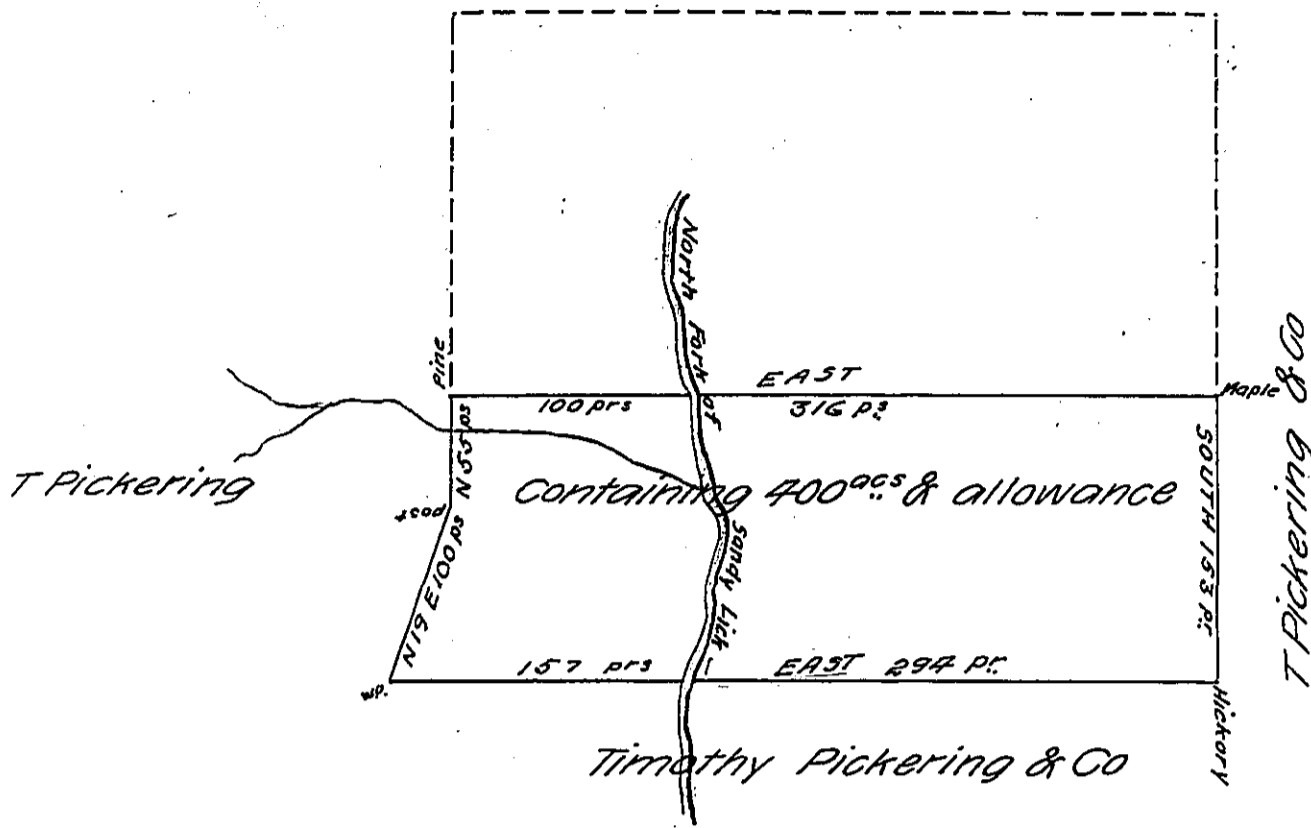 North Fork of
Sandy Lick
Pine
EAST
100 prs
316 ps
Maple
N 55 ps
T Pickering
Containing 400 acs & allowance
post
SOUTH 153 pr
T Pickering & Co
N 19 E 100 ps
157 prs
EAST 294 pr.
Hickory
Timothy Pickering & Co